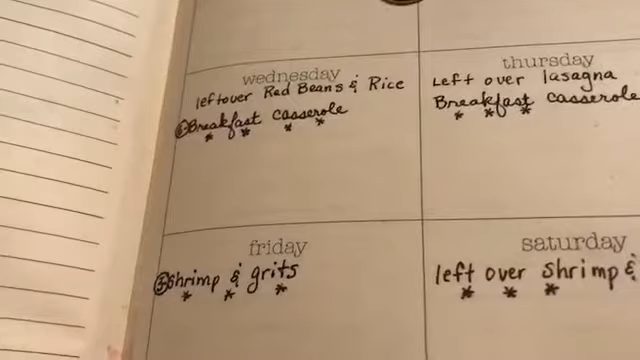 wednesday
leftover Red Beans & Rice
Breakfast casserole
* * * *
thursday
Left over lasagna
Breakfast casserole
* * *
friday
Shrimp & grits
* * *
saturday
left over shrimp &
* * *